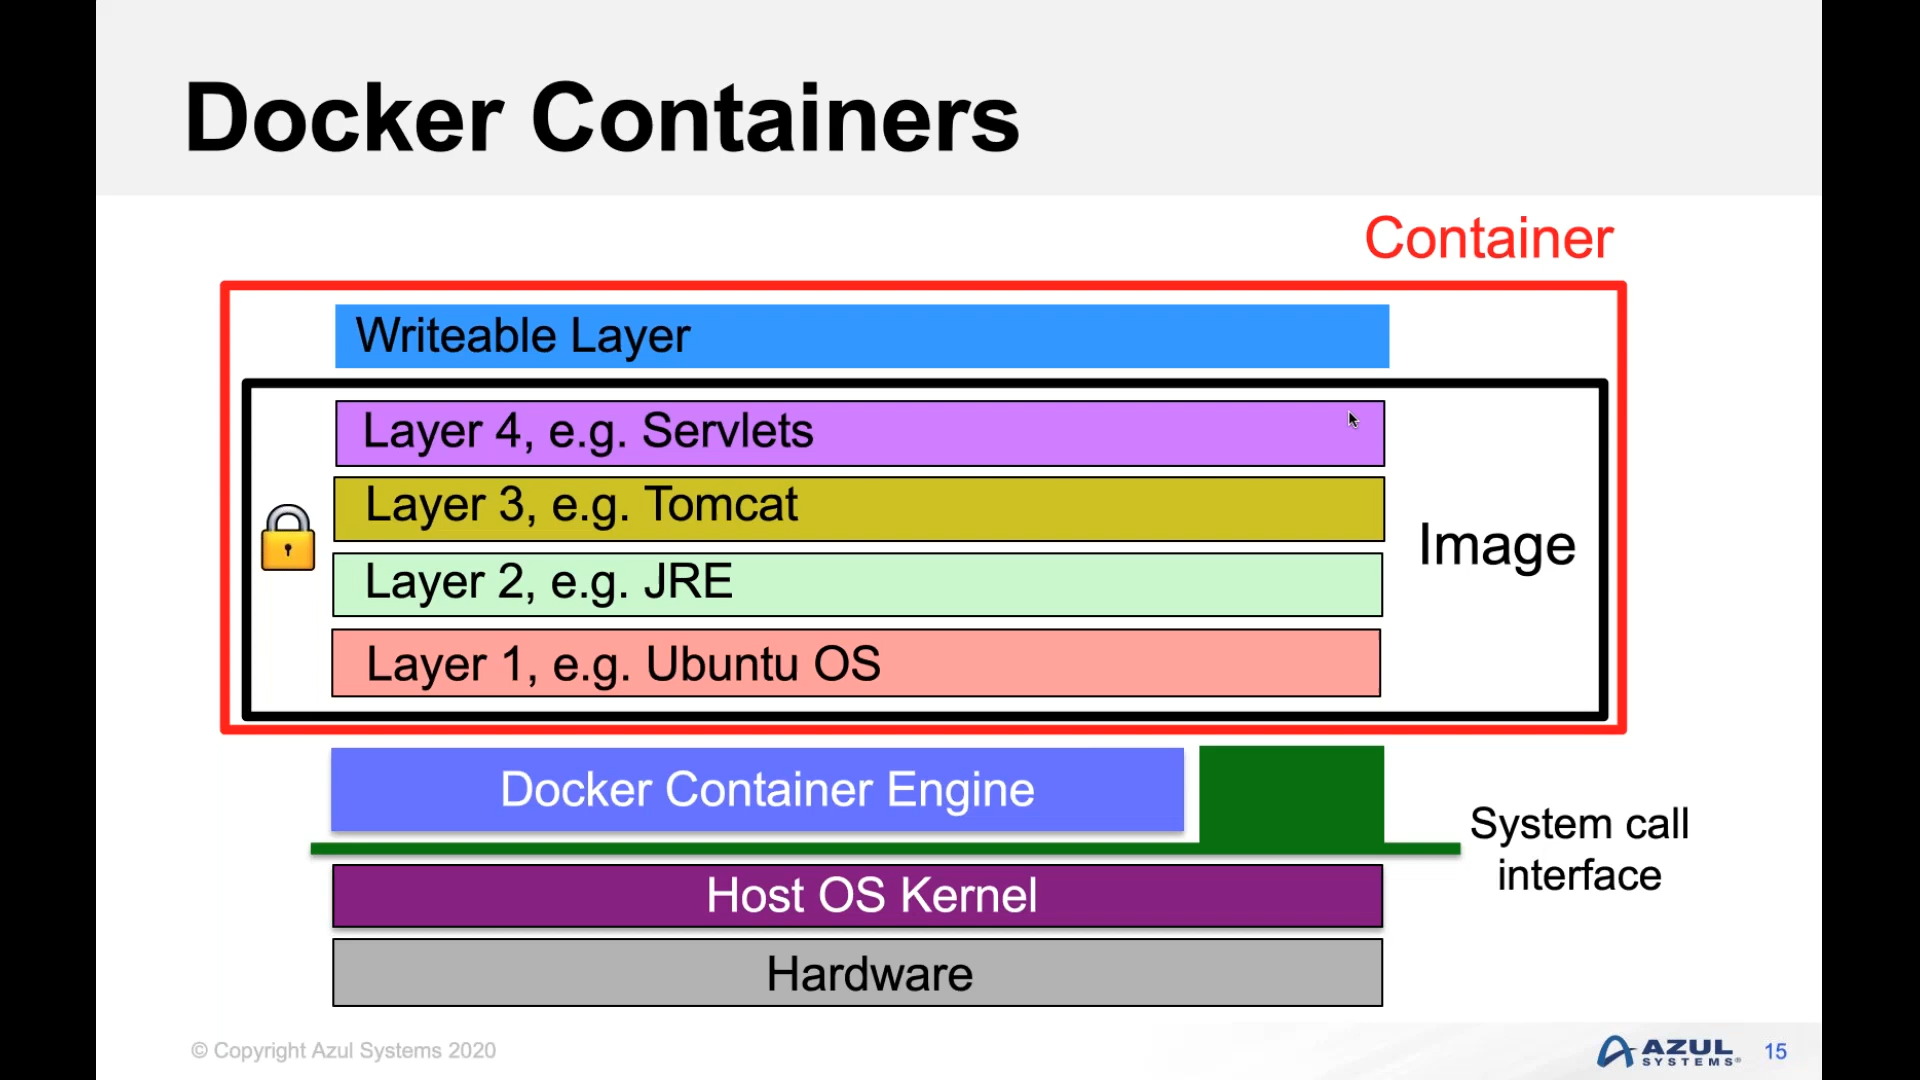 Docker Containers
Container
Writeable Layer
Layer 4, e.g. Servlets
Layer 3, e.g. Tomcat
Image
Layer 2, e.g. JRE
Layer 1, e.g. Ubuntu OS
Docker Container Engine
System call
interface
Host OS Kernel
Hardware
© Copyright Azul Systems 2020
AZUL
SYSTEMS®
15